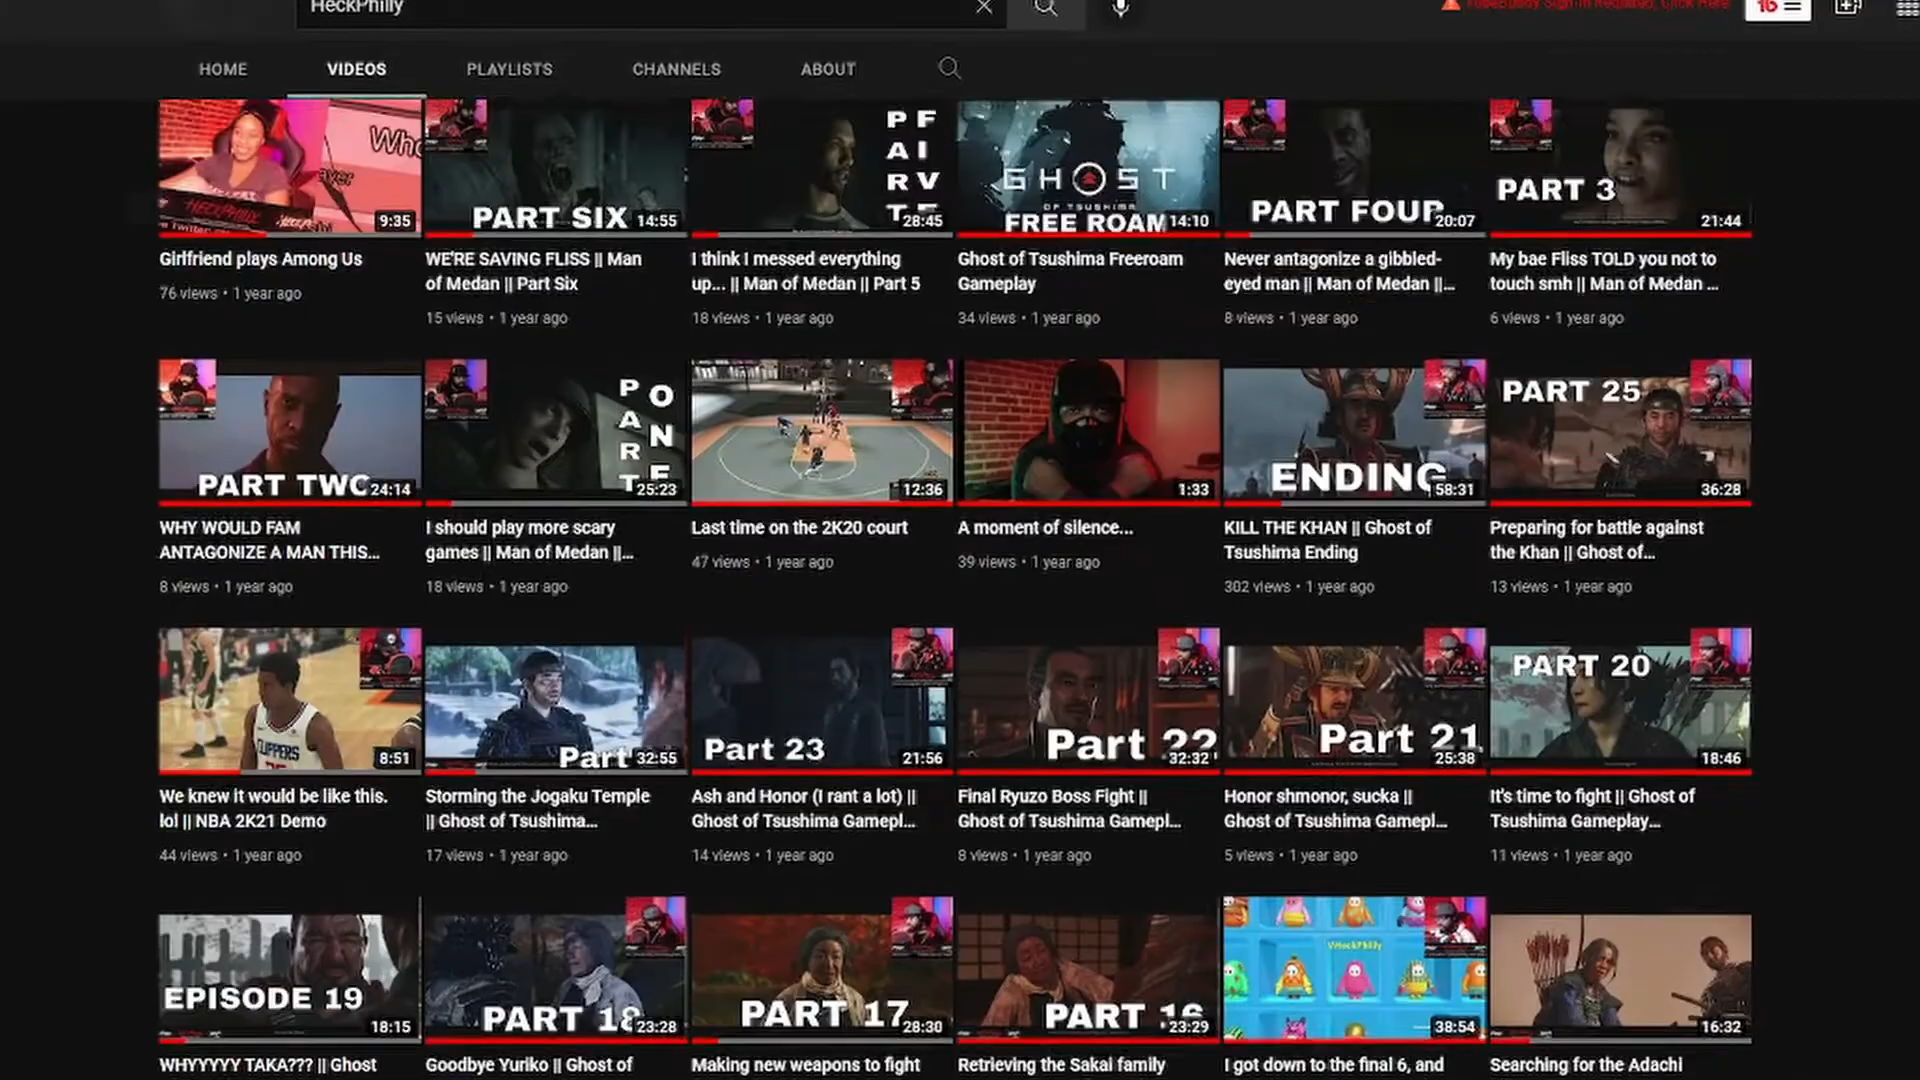 HeckPhilly
HOME VIDEOS PLAYLISTS CHANNELS ABOUT
9:35
PART SIX 14:55
PART FIVE 28:45
GHOST
OF TSUSHIMA
FREE ROAM 14:10
PART FOUR 20:07
PART 3 21:44
Girlfriend plays Among Us
76 views • 1 year ago
WE'RE SAVING FLISS || Man
of Medan || Part Six
15 views • 1 year ago
I think I messed everything
up... || Man of Medan || Part 5
18 views • 1 year ago
Ghost of Tsushima Freeroam
Gameplay
34 views • 1 year ago
Never antagonize a gibbled-
eyed man || Man of Medan ||...
8 views • 1 year ago
My bae Fliss TOLD you not to
touch smh || Man of Medan ...
6 views • 1 year ago
PART TWO 24:14
PART ONE 25:23
12:36
1:33
ENDING 58:31
PART 25
36:28
WHY WOULD FAM
ANTAGONIZE A MAN THIS...
8 views • 1 year ago
I should play more scary
games || Man of Medan ||...
18 views • 1 year ago
Last time on the 2K20 court
47 views • 1 year ago
A moment of silence...
39 views • 1 year ago
KILL THE KHAN || Ghost of
Tsushima Ending
302 views • 1 year ago
Preparing for battle against
the Khan || Ghost of...
13 views • 1 year ago
CLIPPERS
8:51
Part 32:55
Part 23 21:56
Part 22
32:32
Part 21
25:38
PART 20
18:46
We knew it would be like this.
lol || NBA 2K21 Demo
44 views • 1 year ago
Storming the Jogaku Temple
|| Ghost of Tsushima...
17 views • 1 year ago
Ash and Honor (I rant a lot) ||
Ghost of Tsushima Gamepl...
14 views • 1 year ago
Final Ryuzo Boss Fight ||
Ghost of Tsushima Gamepl...
8 views • 1 year ago
Honor shmonor, sucka ||
Ghost of Tsushima Gamepl...
5 views • 1 year ago
It's time to fight || Ghost of
Tsushima Gameplay...
11 views • 1 year ago
EPISODE 19
18:15
PART 18 23:28
PART 17 28:30
PART 16
23:29
38:54
16:32
WHYYYYY TAKA??? || Ghost
Goodbye Yuriko || Ghost of
Making new weapons to fight
Retrieving the Sakai family
I got down to the final 6, and
Searching for the Adachi